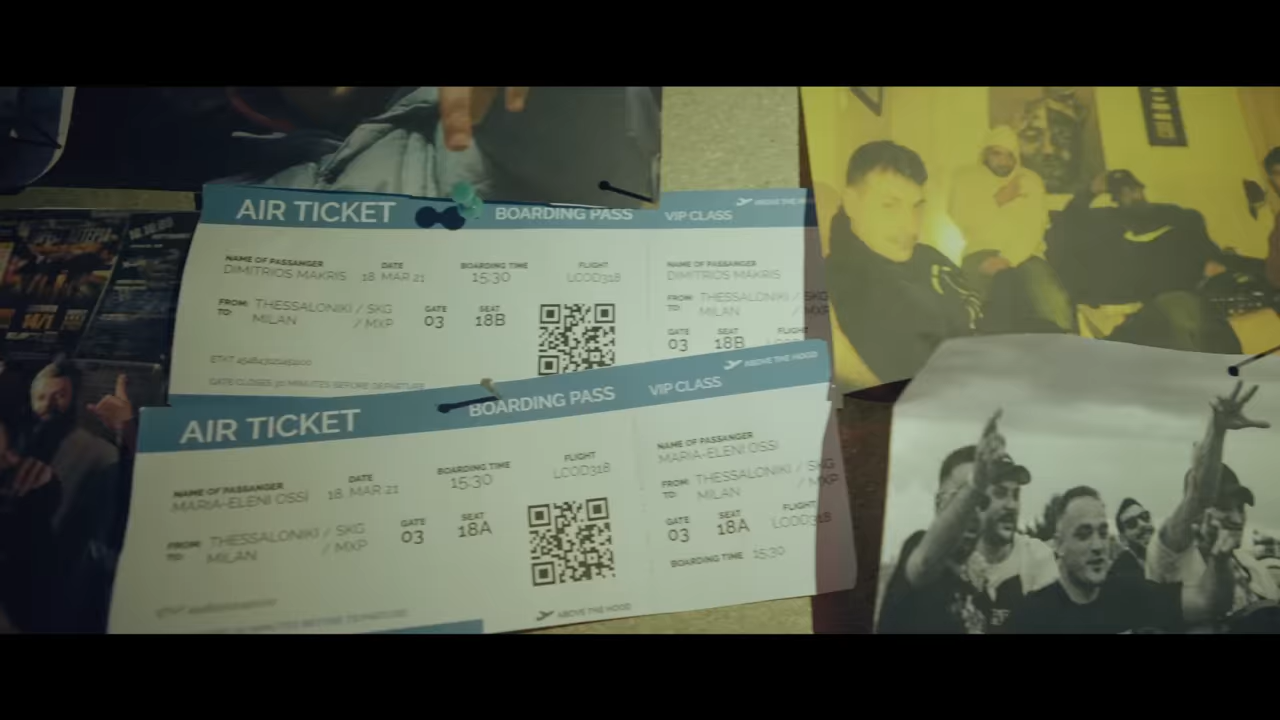 AIR TICKET
BOARDING PASS
VIP CLASS
ABOVE THE
NAME OF PASSANGER
DIMITRIOS MAKRIS
DATE
18 MAR 21
BOARDING TIME
15:30
FLIGHT
LCOD318
FROM: THESSALONIKI / SKG
TO: MILAN / MXP
GATE
03
SEAT
18B
GATE CLOSES 30 MINUTES BEFORE DEPARTURE
NAME OF PASSANGER
DIMITRIOS MAKRIS
FROM: THESSALONIKI / SKG
TO: MILAN / MXP
GATE
03
SEAT
18B
FLIGHT
AIR TICKET
BOARDING PASS
VIP CLASS
ABOVE THE HOOD
NAME OF PASSANGER
MARIA-ELENI OSSI
DATE
18. MAR 21
BOARDING TIME
15:30
FLIGHT
LCOD318
FROM: THESSALONIKI / SKG
TO: MILAN / MXP
GATE
03
SEAT
18A
ABOVE THE HOOD
NAME OF PASSANGER
MARIA-ELENI OSSI
FROM: THESSALONIKI / SKG
TO: MILAN / MXP
GATE
03
SEAT
18A
FLIGHT
BOARDING TIME 15:30